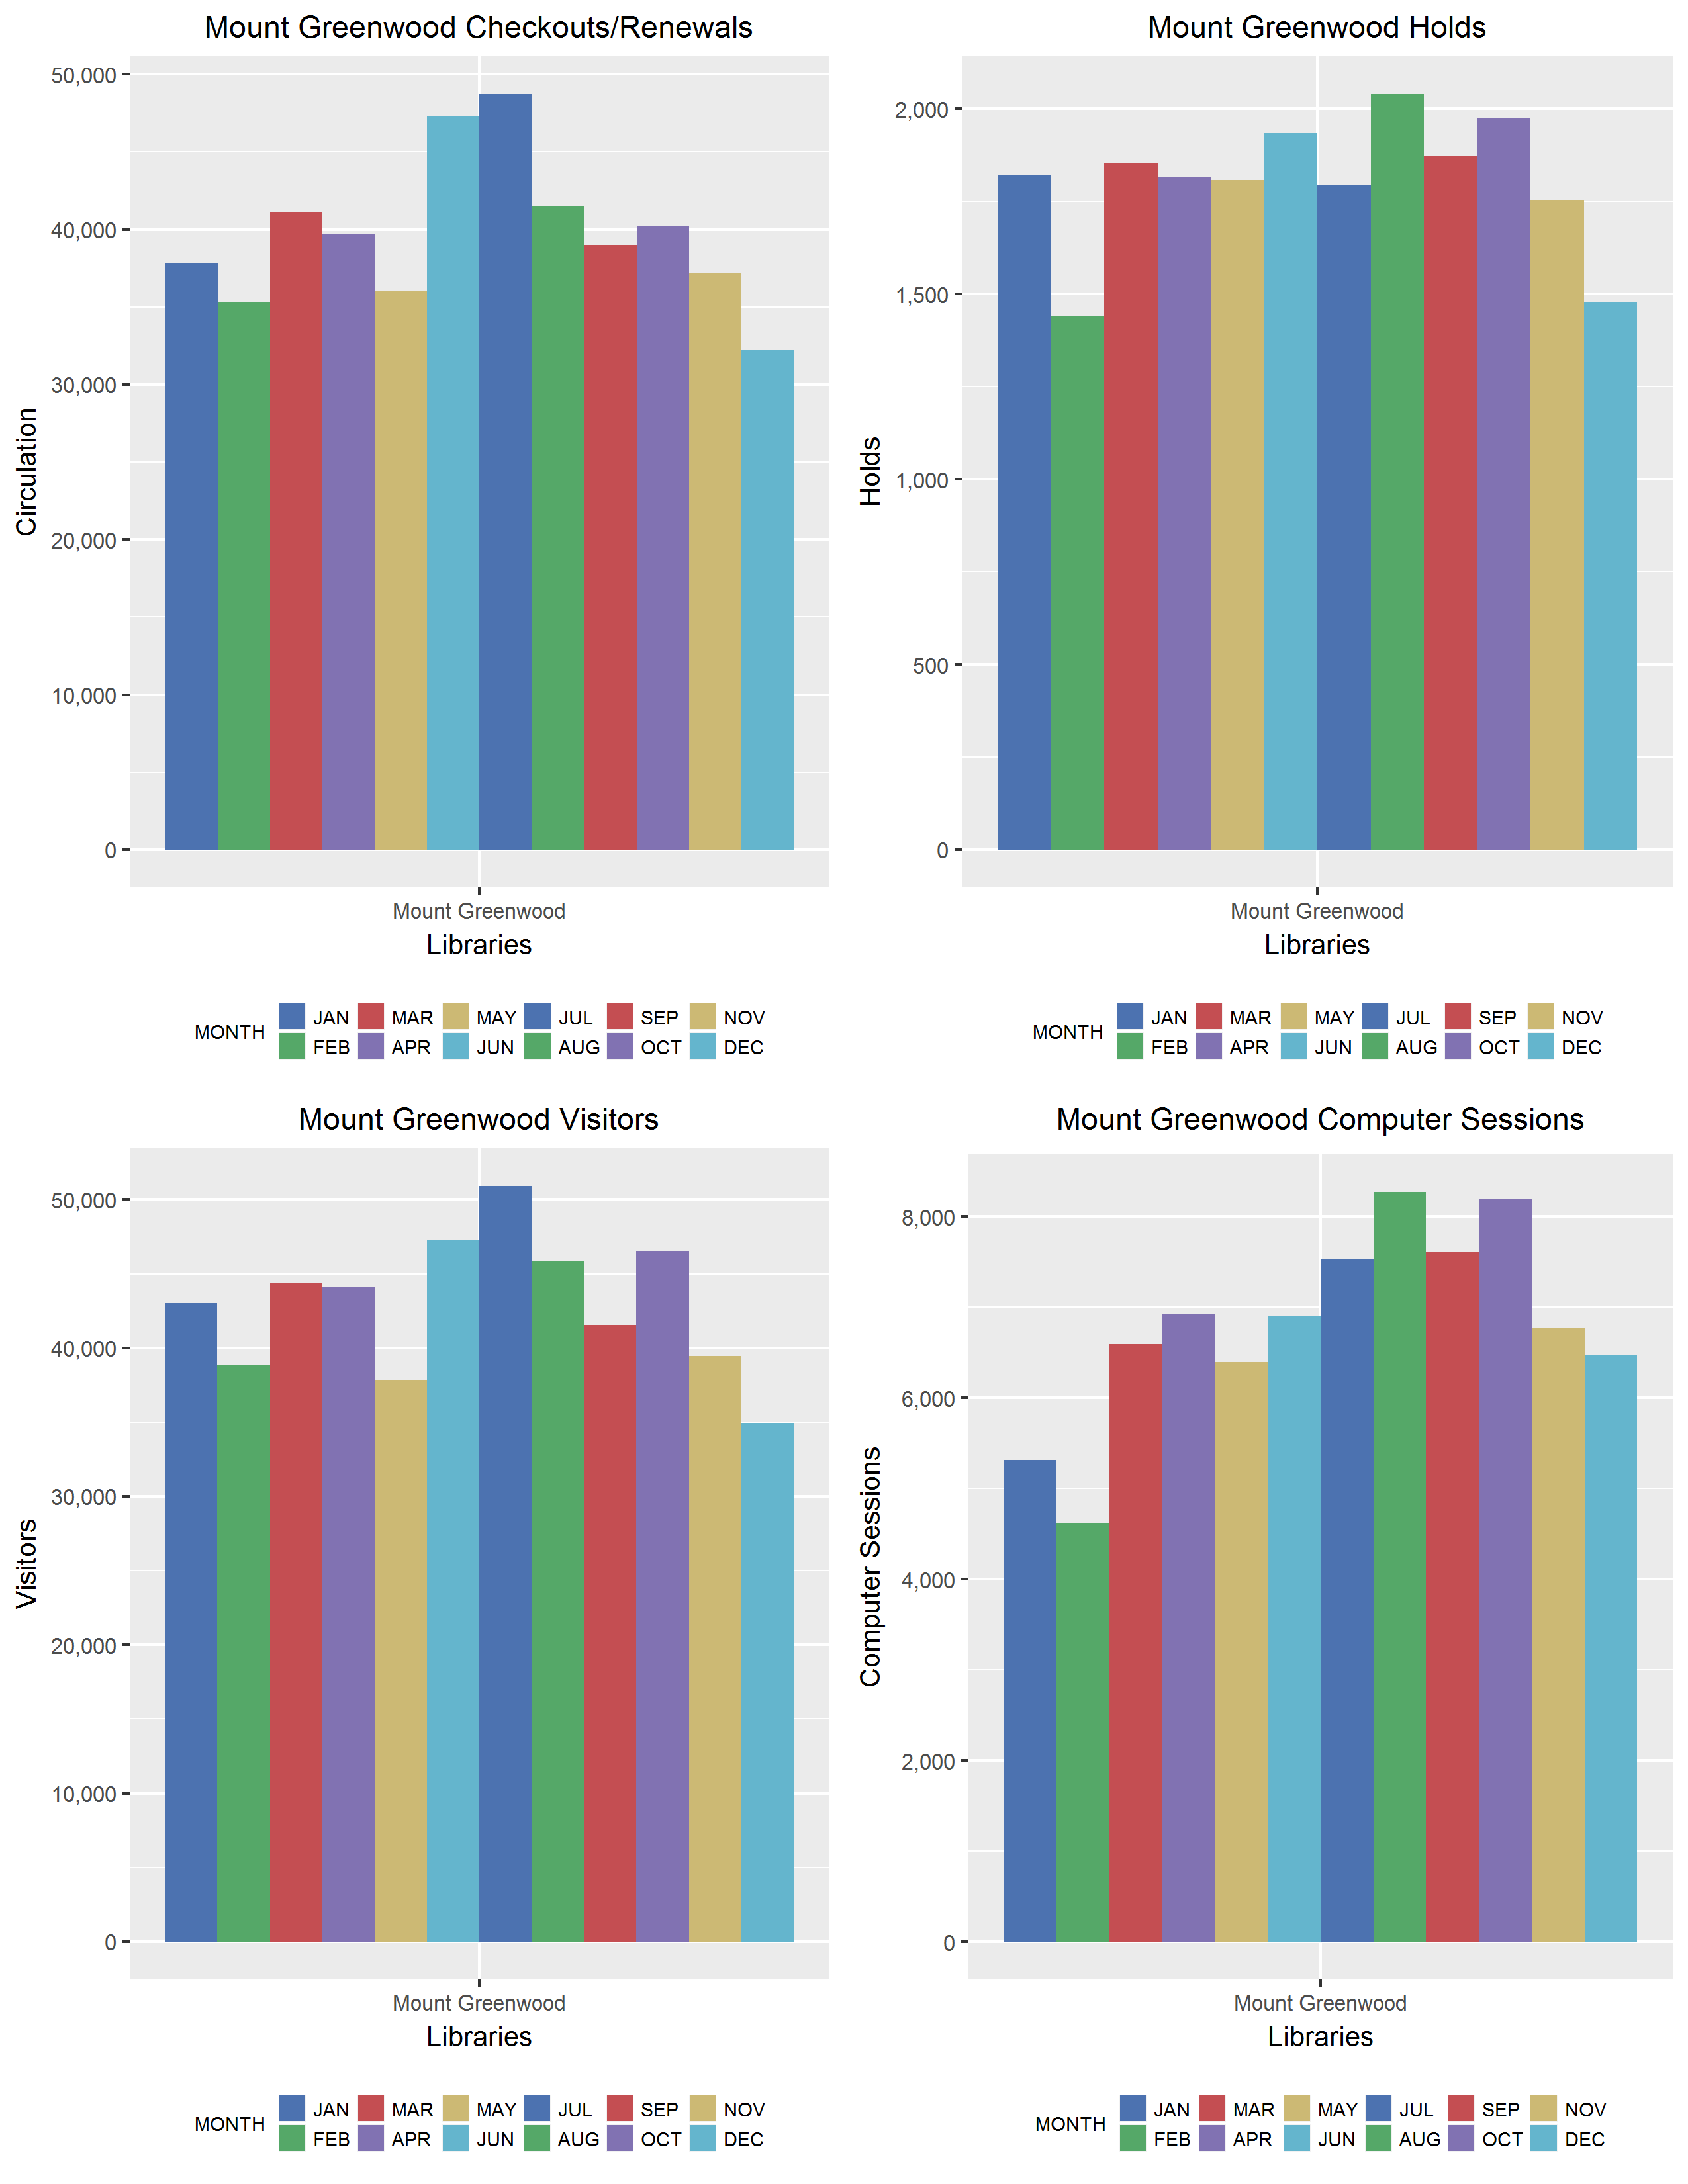 Mount Greenwood Checkouts/Renewals
50,000
40,000
30,000
20,000
10,000
0
Circulation
Mount Greenwood
Libraries
MONTH
JAN MAR MAY JUL SEP NOV
FEB APR JUN AUG OCT DEC
Mount Greenwood Holds
2,000
1,500
1,000
500
0
Holds
Mount Greenwood
Libraries
MONTH
JAN MAR MAY JUL SEP NOV
FEB APR JUN AUG OCT DEC
Mount Greenwood Visitors
50,000
40,000
30,000
20,000
10,000
0
Visitors
Mount Greenwood
Libraries
MONTH
JAN MAR MAY JUL SEP NOV
FEB APR JUN AUG OCT DEC
Mount Greenwood Computer Sessions
8,000
6,000
4,000
2,000
0
Computer Sessions
Mount Greenwood
Libraries
MONTH
JAN MAR MAY JUL SEP NOV
FEB APR JUN AUG OCT DEC